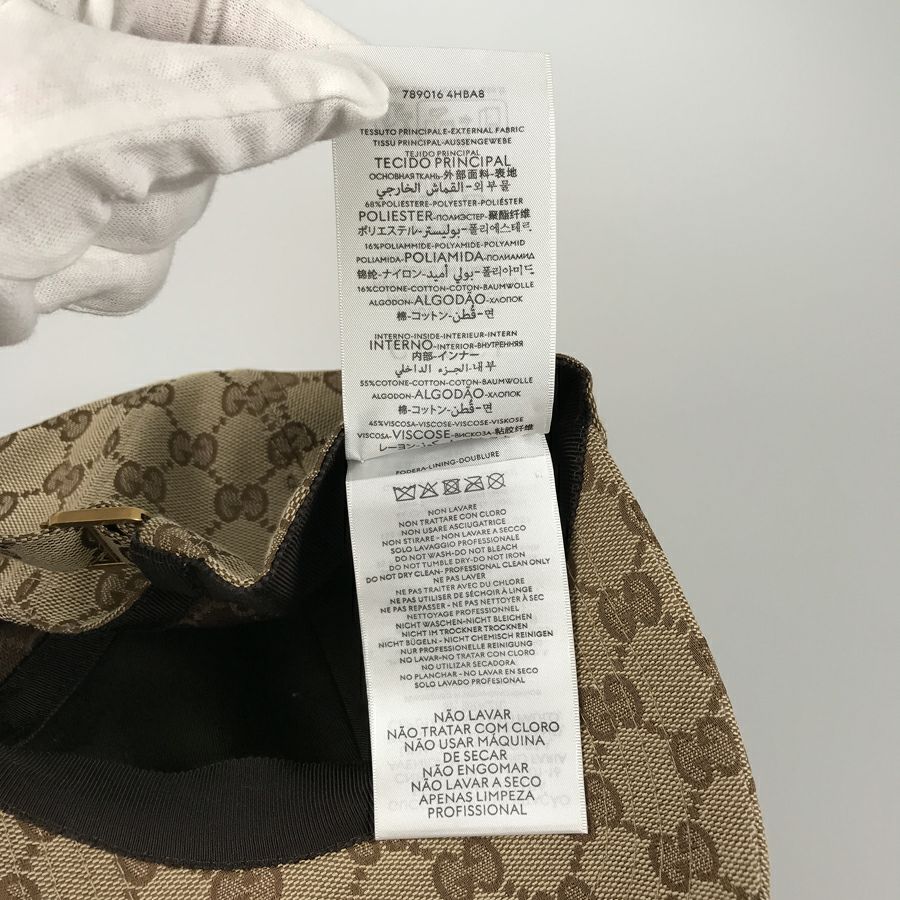 789016 4HBA8
TESSUTO PRINCIPALE-EXTERNAL FABRIC
TISSU PRINCIPAL-AUSSENGEWEBE
TEJIDO PRINCIPAL
TECIDO PRINCIPAL
ОСНОВНАЯ ТКАНЬ-外部面料-表地
القماش الخارجي-외부물
68%POLIESTERE-POLYESTER-POLIÉSTER
POLIESTER-ПОЛИЭСТЕР-聚酯纤维
ポリエステル-بوليستر-폴리에스테르
16%POLIAMMIDE-POLYAMIDE-POLYAMID
POLIAMIDA-POLIAMIDA-ПОЛИАМИД
锦纶-ナイロン-بولي أميد-폴리아미드
16%COTONE-COTTON-COTON-BAUMWOLLE
ALGODON-ALGODÃO-ХЛОПОК
棉-コットン-قُطن-면
INTERNO-INSIDE-INTERIEUR-INTERN
INTERNO-INTERIOR-ВНУТРЕННЯЯ
内部-インナー
الجزء الداخلي-내부
55%COTONE-COTTON-COTON-BAUMWOLLE
ALGODON-ALGODÃO-ХЛОПОК
棉-コットン-قُطن-면
45%VISCOSA-VISCOSE-VISCOSE-VISKOSE
VISCOSA-VISCOSE-ВИСКОЗА-粘胶纤维
レーヨン
FODERA-LINING-DOUBLURE
NON LAVARE
NON TRATTARE CON CLORO
NON USARE ASCIUGATRICE
NON STIRARE - NON LAVARE A SECCO
SOLO LAVAGGIO PROFESSIONALE
DO NOT WASH-DO NOT BLEACH
DO NOT TUMBLE DRY-DO NOT IRON
DO NOT DRY CLEAN- PROFESSIONAL CLEAN ONLY
NE PAS LAVER
NE PAS TRAITER AVEC DU CHLORE
NE PAS UTILISER DE SÉCHOIR À LINGE
NE PAS REPASSER - NE PAS NETTOYER À SEC
NETTOYAGE PROFESSIONNEL
NICHT WASCHEN-NICHT BLEICHEN
NICHT IM TROCKNER TROCKNEN
NICHT BÜGELN - NICHT CHEMISCH REINIGEN
NUR PROFESSIONELLE REINIGUNG
NO LAVAR-NO TRATAR CON CLORO
NO UTILIZAR SECADORA
NO PLANCHAR - NO LAVAR EN SECO
SOLO LAVADO PROFESIONAL
NÃO LAVAR
NÃO TRATAR COM CLORO
NÃO USAR MÁQUINA
DE SECAR
NÃO ENGOMAR
NÃO LAVAR A SECO
APENAS LIMPEZA
PROFISSIONAL